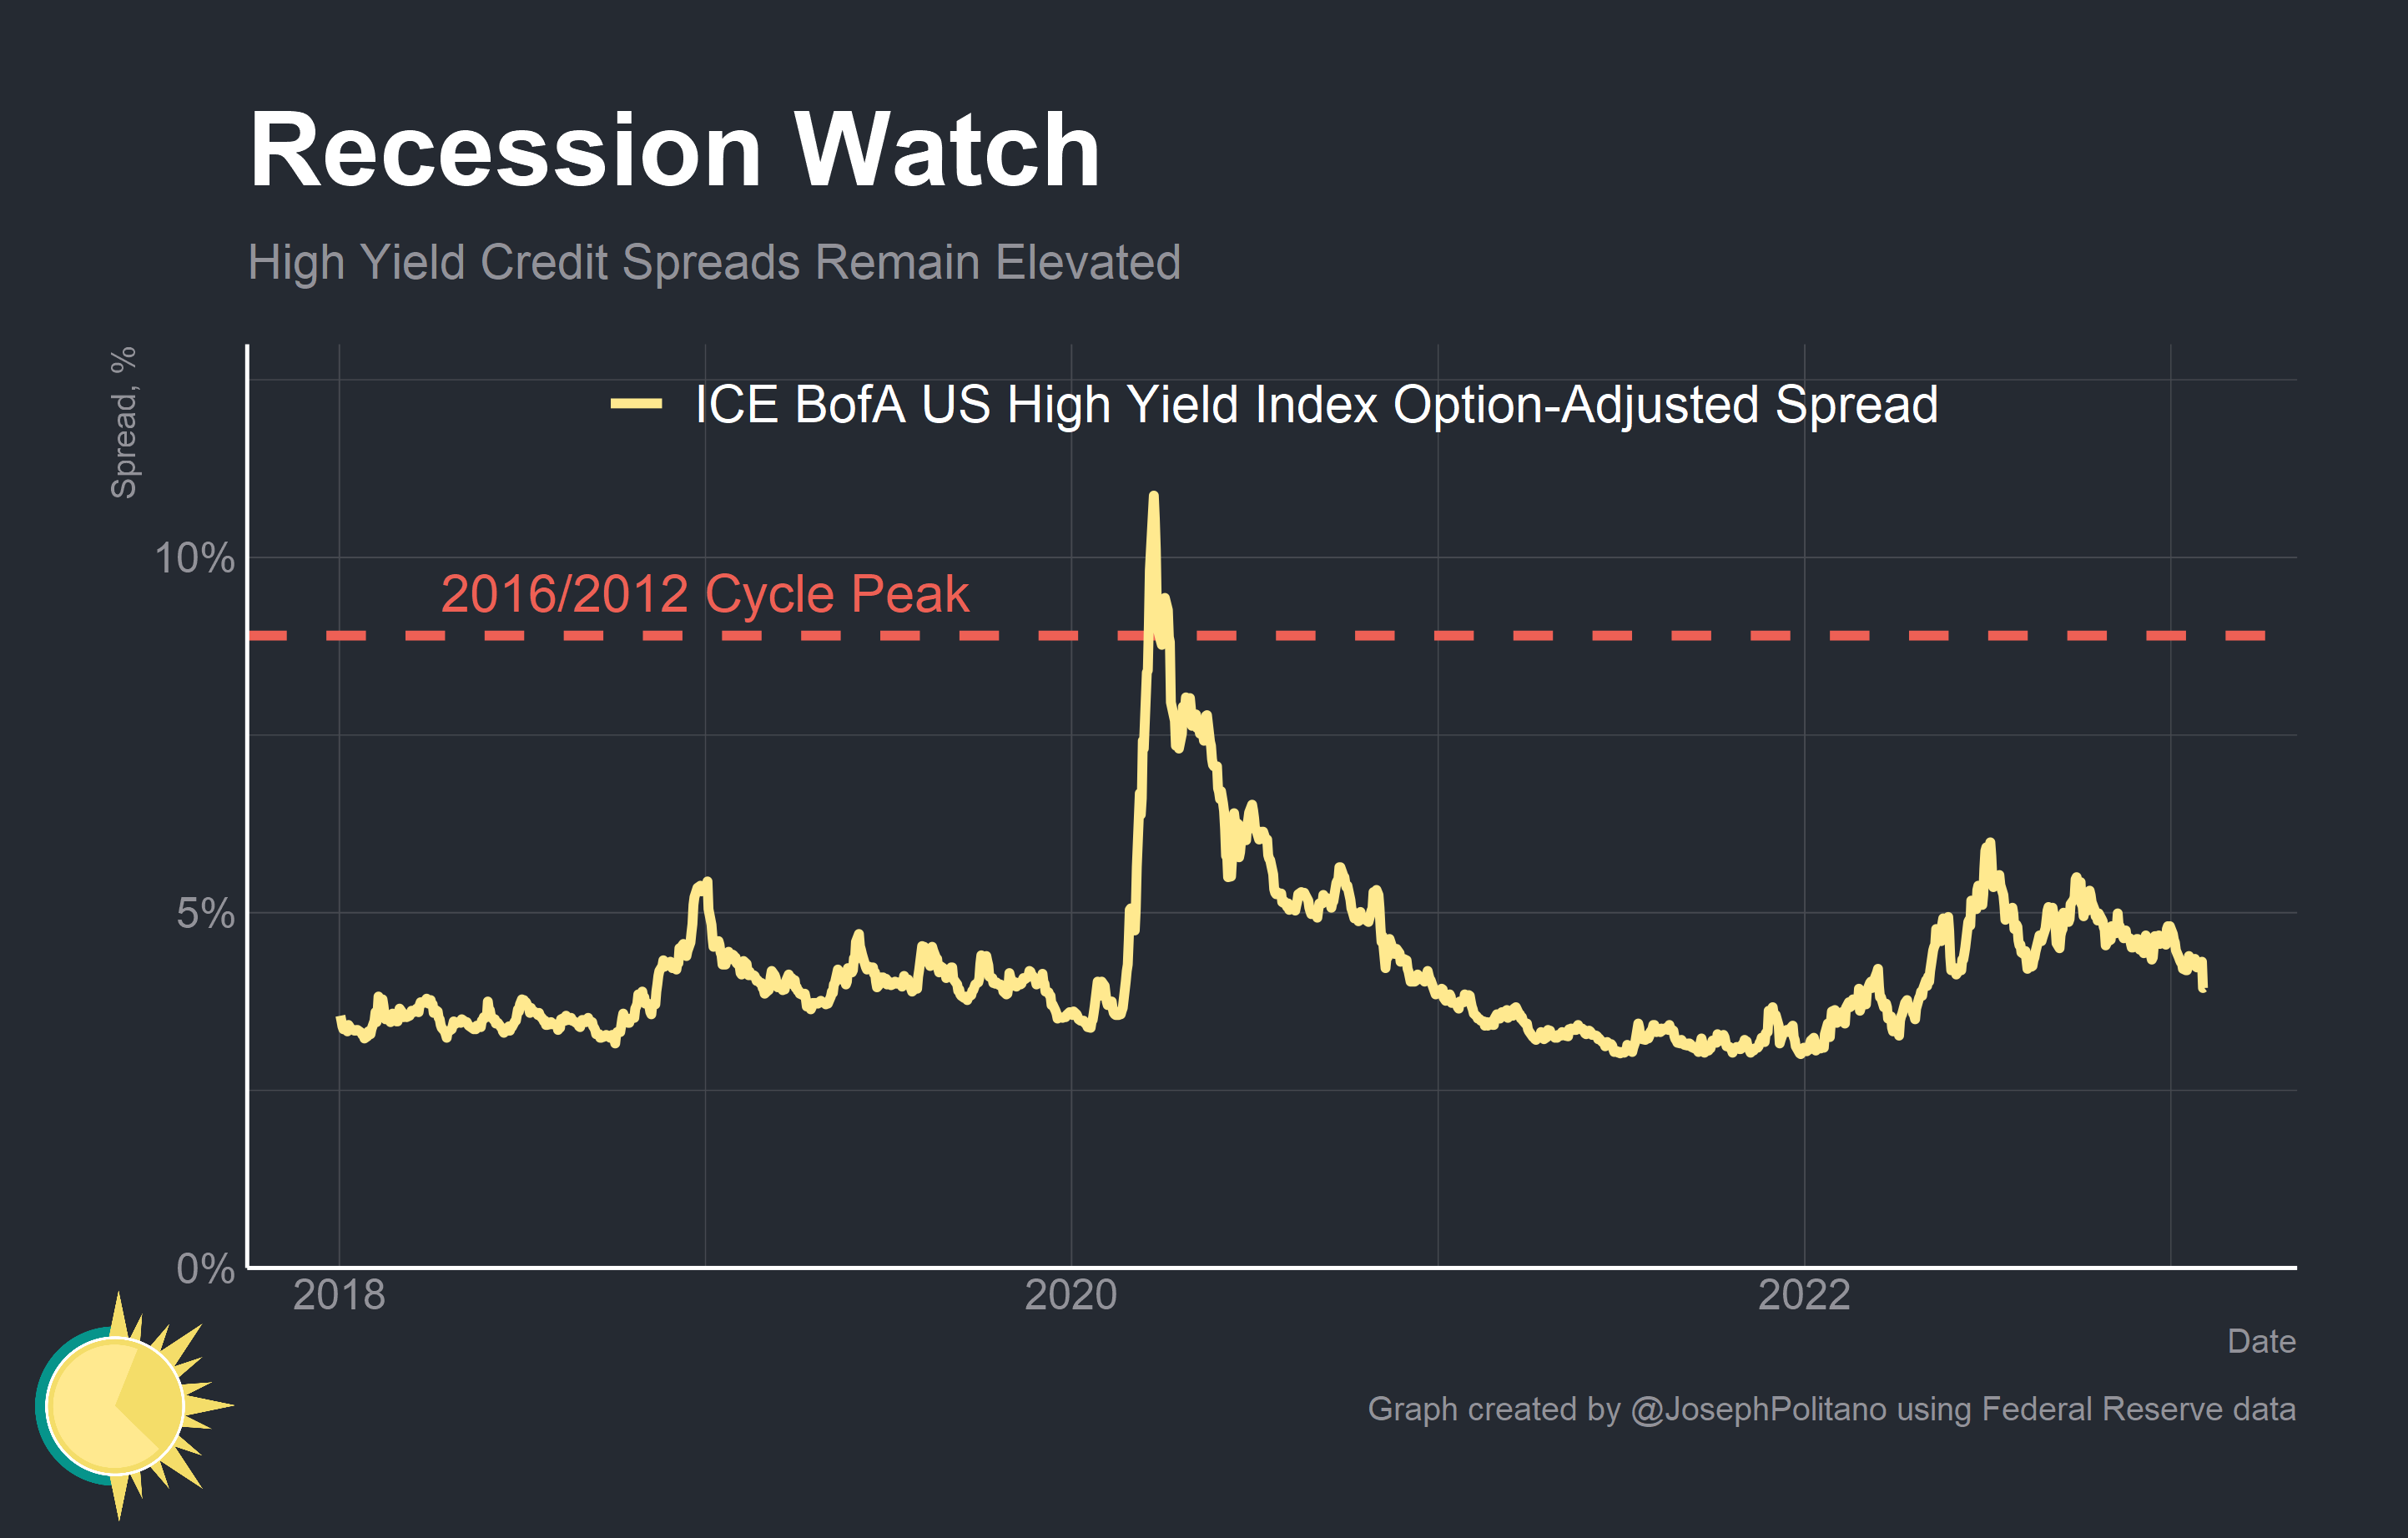 Recession Watch
High Yield Credit Spreads Remain Elevated
Spread, %
ICE BofA US High Yield Index Option-Adjusted Spread
10%
2016/2012 Cycle Peak
5%
0%
2018 2020 2022
Date
Graph created by @JosephPolitano using Federal Reserve data